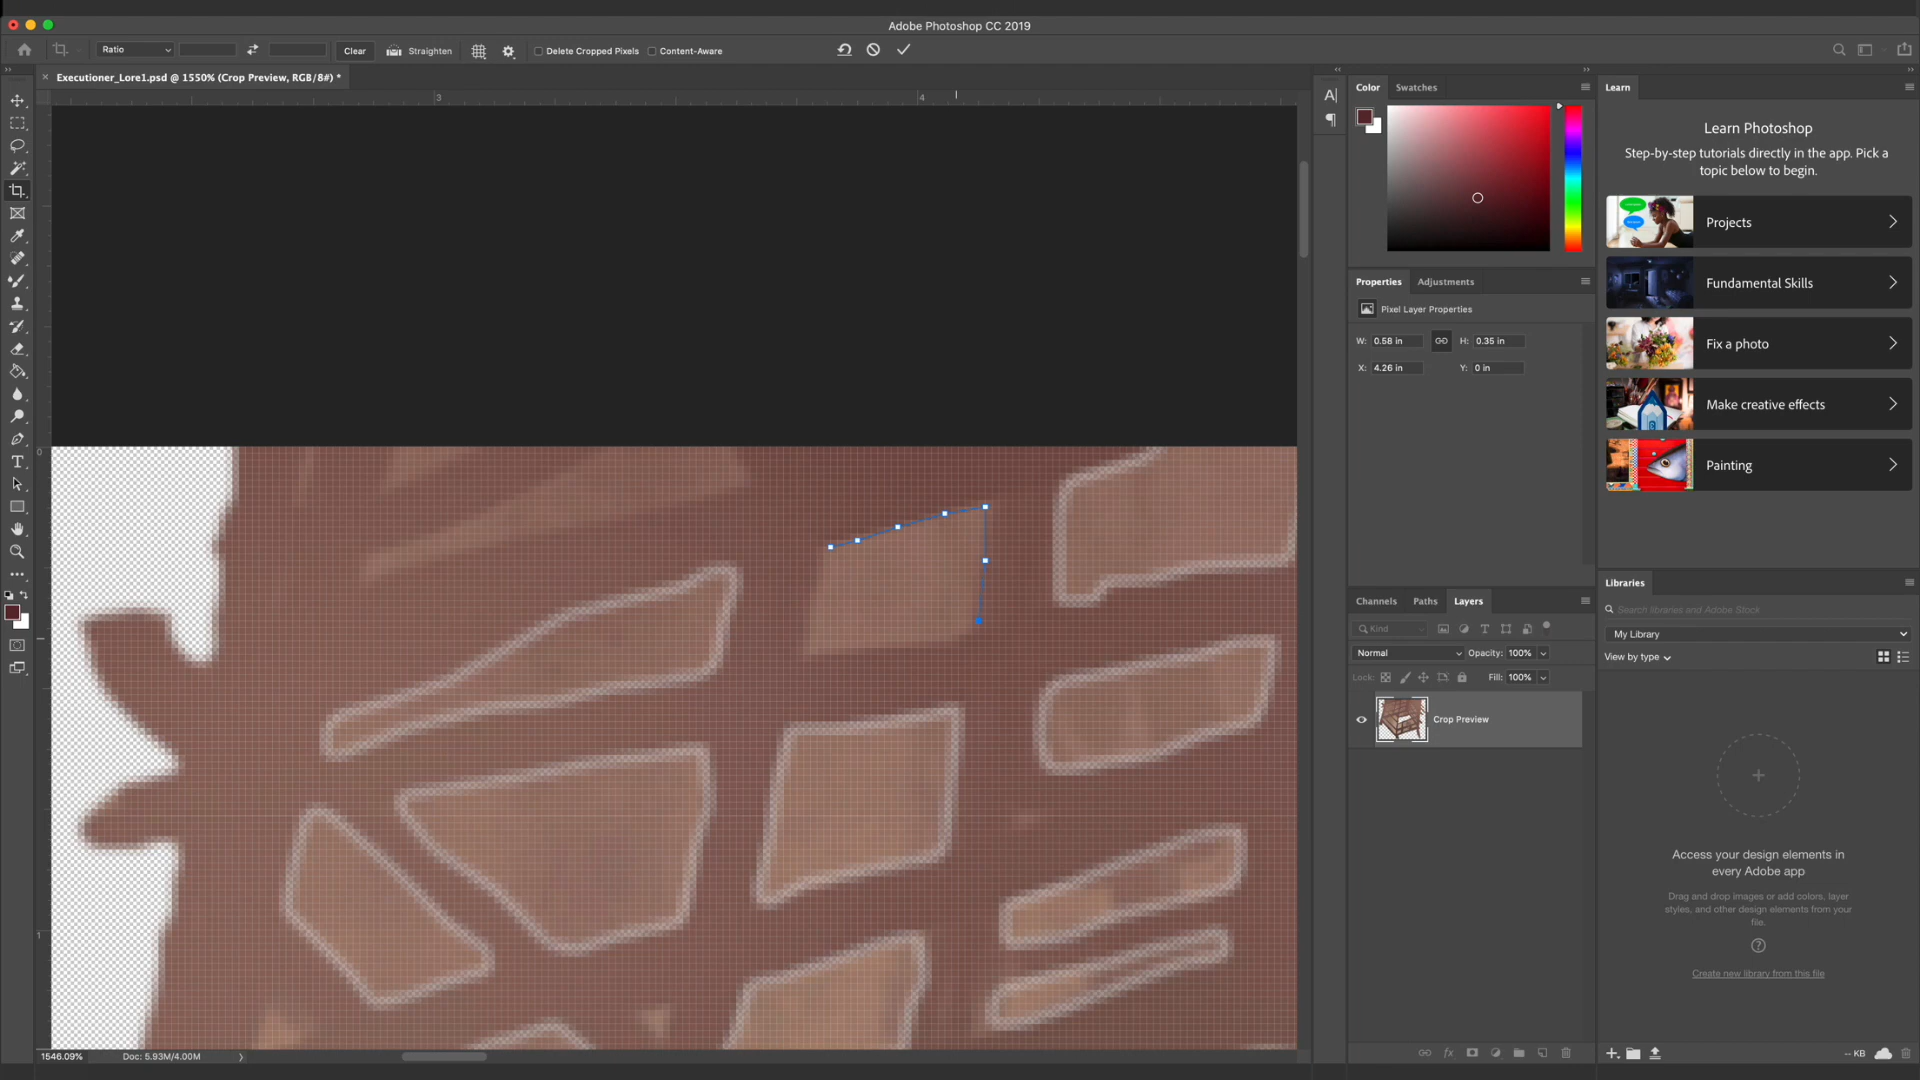 Adobe Photoshop CC 2019
Ratio
Clear
Straighten
Delete Cropped Pixels
Content-Aware
Executioner_Lore1.psd @ 1550% (Crop Preview, RGB/8#) *
3
4
0
1
1546.09%
Doc: 5.93M/4.00M
Color
Swatches
Properties
Adjustments
Pixel Layer Properties
W: 0.58 in
H: 0.35 in
X: 4.26 in
Y: 0 in
Channels
Paths
Layers
Kind
Normal
Opacity: 100%
Lock:
Fill: 100%
Crop Preview
Learn
Learn Photoshop
Step-by-step tutorials directly in the app. Pick a
topic below to begin.
Projects
Fundamental Skills
Fix a photo
Make creative effects
Painting
Libraries
Search libraries and Adobe Stock
My Library
View by type
Access your design elements in
every Adobe app
Drag and drop images or add colors, layer
styles, and other design elements from your
file.
Create new library from this file
-- KB